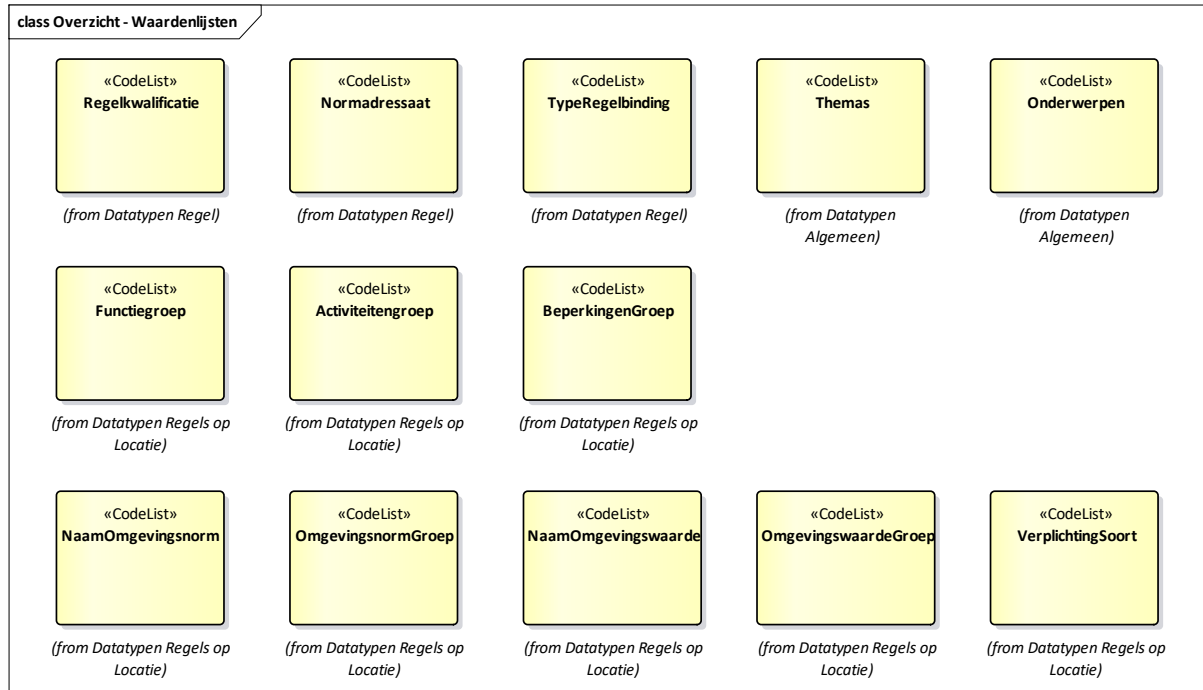 class Overzicht - Waardenlijsten
«CodeList»
Regelkwalificatie
(from Datatypen Regel)
«CodeList»
Normadressaat
(from Datatypen Regel)
«CodeList»
TypeRegelbinding
(from Datatypen Regel)
«CodeList»
Themas
(from Datatypen
Algemeen)
«CodeList»
Onderwerpen
(from Datatypen
Algemeen)
«CodeList»
Functiegroep
(from Datatypen Regels op
Locatie)
«CodeList»
Activiteitengroep
(from Datatypen Regels op
Locatie)
«CodeList»
BeperkingenGroep
(from Datatypen Regels op
Locatie)
«CodeList»
NaamOmgevingsnorm
(from Datatypen Regels op
Locatie)
«CodeList»
OmgevingsnormGroep
(from Datatypen Regels op
Locatie)
«CodeList»
NaamOmgevingswaarde
(from Datatypen Regels op
Locatie)
«CodeList»
OmgevingswaardeGroep
(from Datatypen Regels op
Locatie)
«CodeList»
VerplichtingSoort
(from Datatypen Regels op
Locatie)